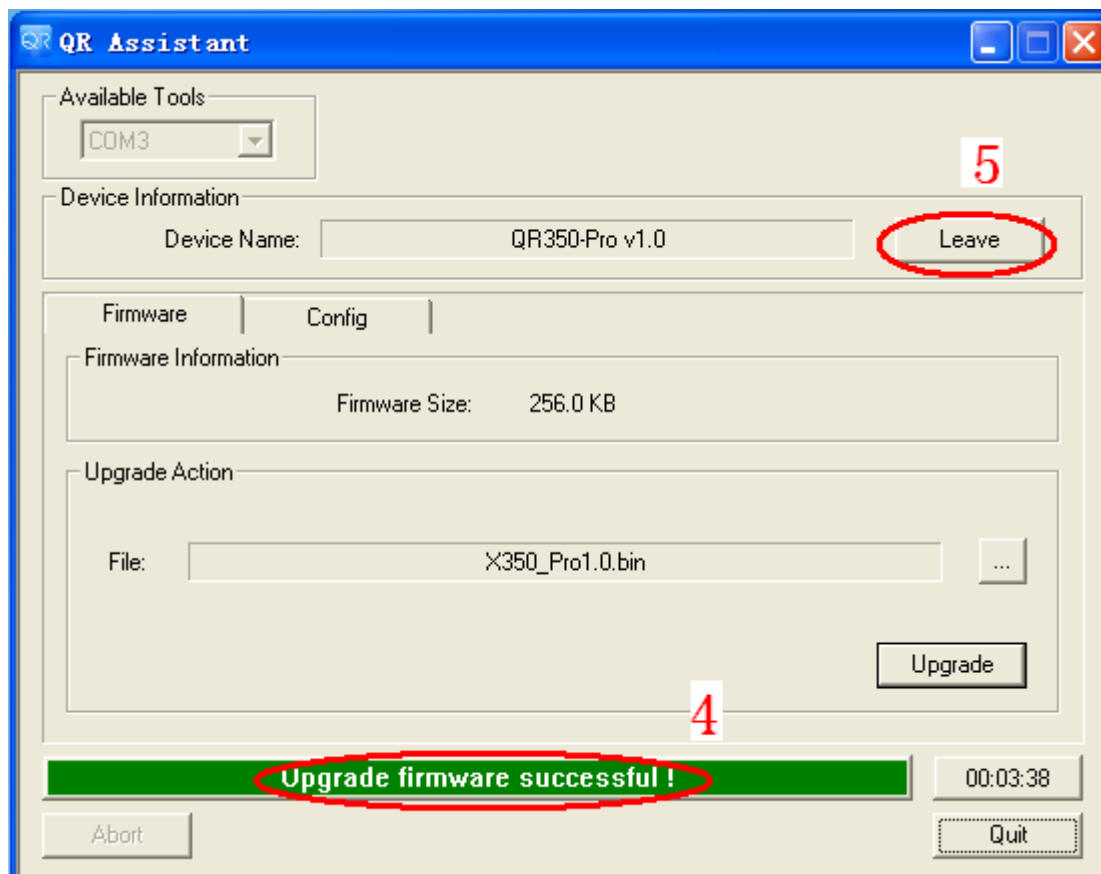 QR QR Assistant
Available Tools
COM3
5
Device Information
Device Name: QR350-Pro v1.0 Leave
Firmware Config
Firmware Information
Firmware Size: 256.0 KB
Upgrade Action
File: X350_Pro1.0.bin ...
Upgrade
4
Upgrade firmware successful ! 00:03:38
Abort Quit